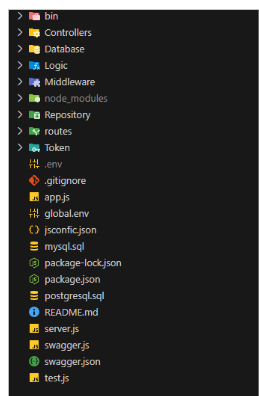 bin
Controllers
Database
Logic
Middleware
node_modules
Repository
routes
Token
.env
.gitignore
app.js
global.env
jsconfic.json
mysql.sql
package-lock.json
package.json
postgresql.sql
README.md
server.js
swagger.js
swagger.json
test.js